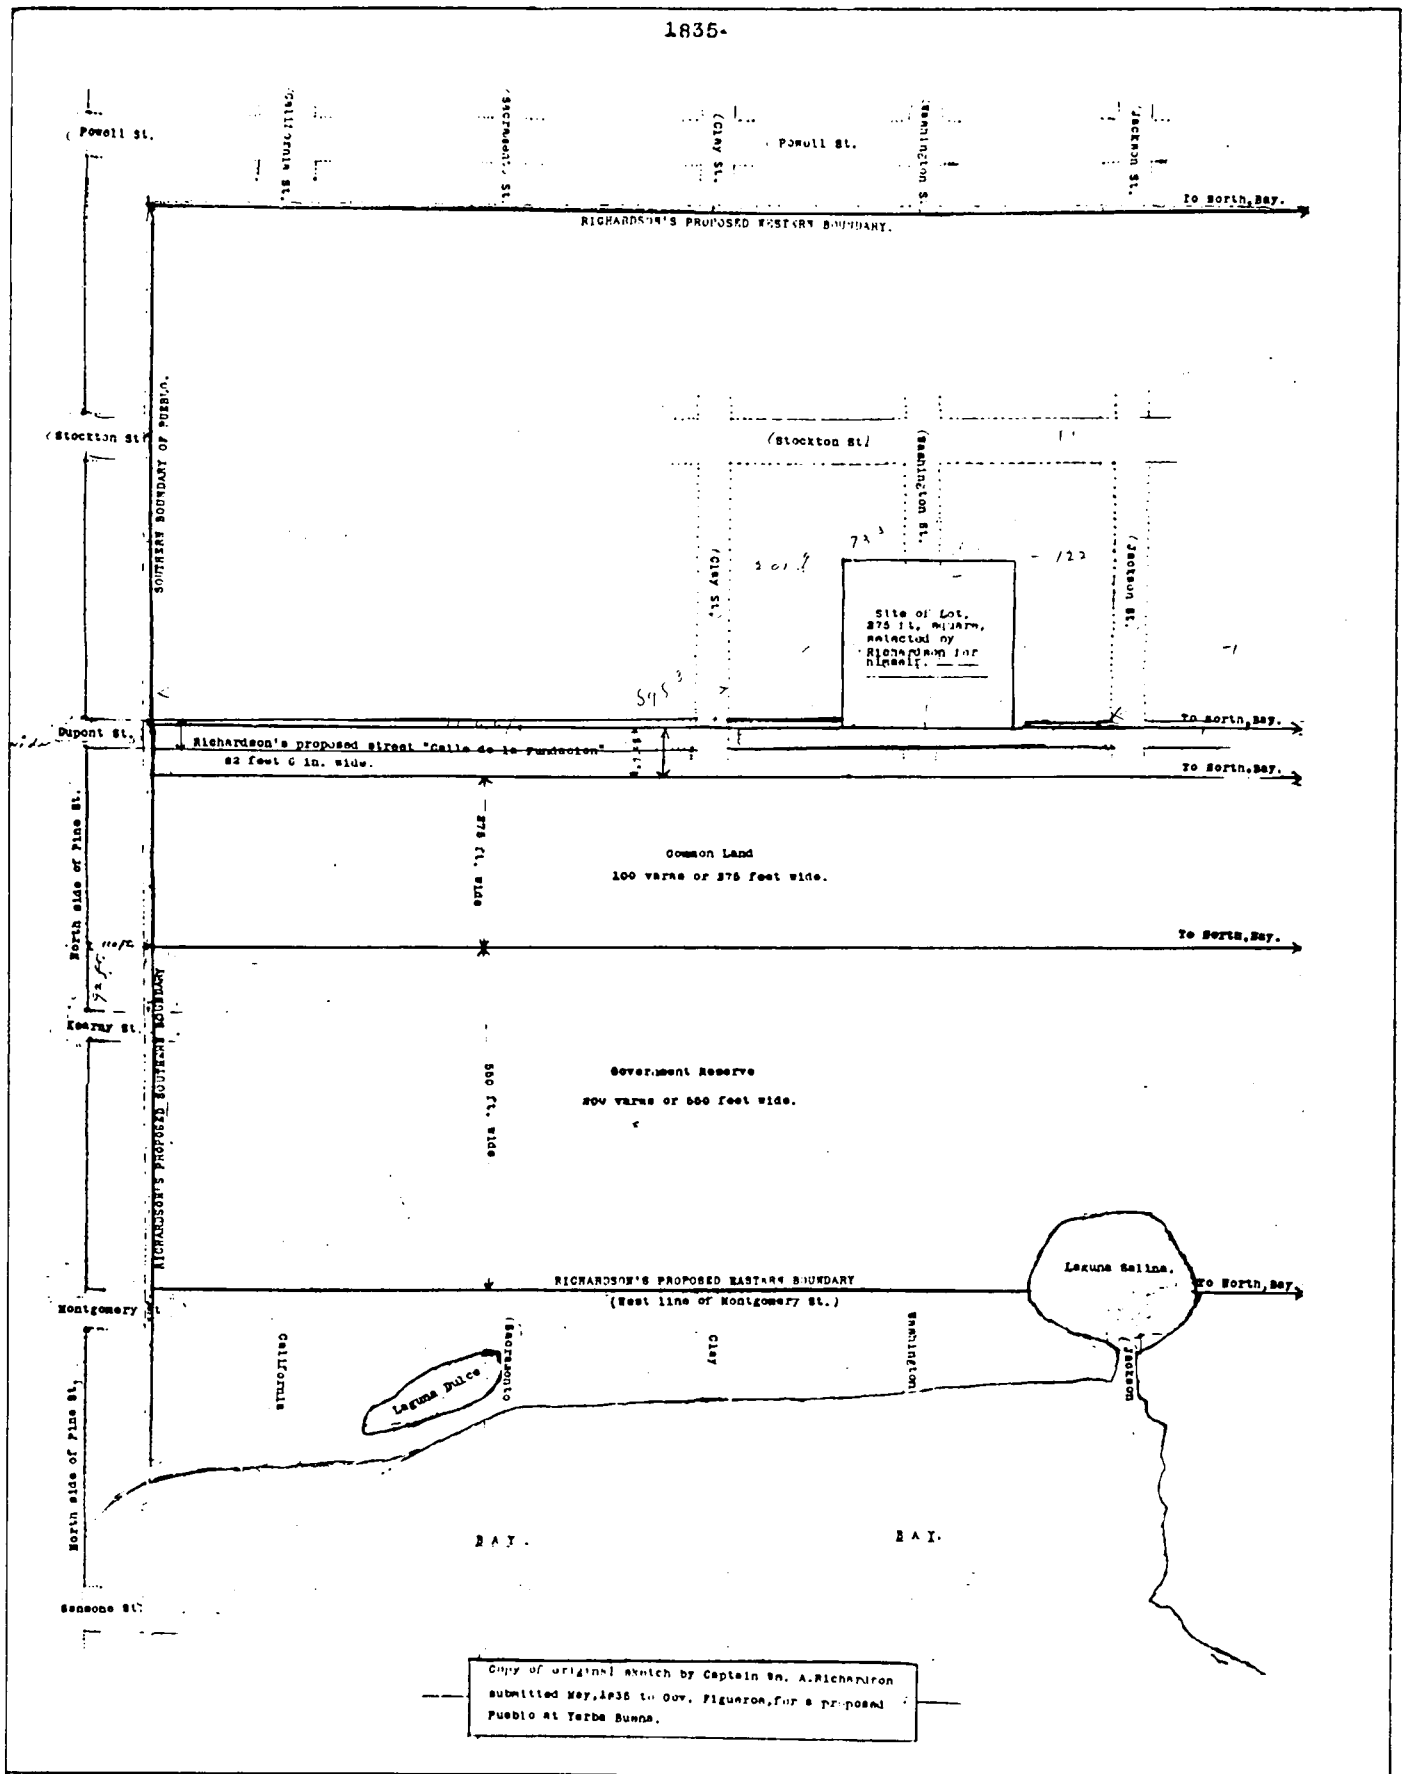 1835.
(Powell St.
(California St.
(Sacramento St.
(Clay St.
Powell St.
(Washington St.
(Jackson St.
To North, Bay.
RICHARDSON'S PROPOSED WESTERN BOUNDARY.
SOUTHERN BOUNDARY OF PUEBLO.
(Stockton St
(Stockton St)
(Washington St.
(Clay St.)
(Jackson St.
73 3
- 122
Site of Lot,
275 ft. square,
selected by
Richardson for
himself.
595 3
Dupont St.
To North, Bay.
Richardson's proposed street "Calle de la Fundacion"
82 feet 6 in. wide.
To North, Bay.
North side of Pine St.
275 ft. wide
Common Land
100 varas or 275 feet wide.
To North, Bay.
92 ft.
Kearny St.
RICHARDSON'S PROPOSED SOUTHERN BOUNDARY
550 ft. wide
Government Reserve
200 varas or 550 feet wide.
Laguna Salina.
RICHARDSON'S PROPOSED EASTERN BOUNDARY
(West line of Montgomery St.)
To North, Bay.
Montgomery St
California
(Sacramento
Clay
Washington
(Jackson
Laguna Dulce
North side of Pine St,
BAY.
BAY.
Sansome St.
Copy of original sketch by Captain Wm. A.Richardson
submitted May,1835 to Gov. Figueroa,for a proposed
Pueblo at Yerba Buena.